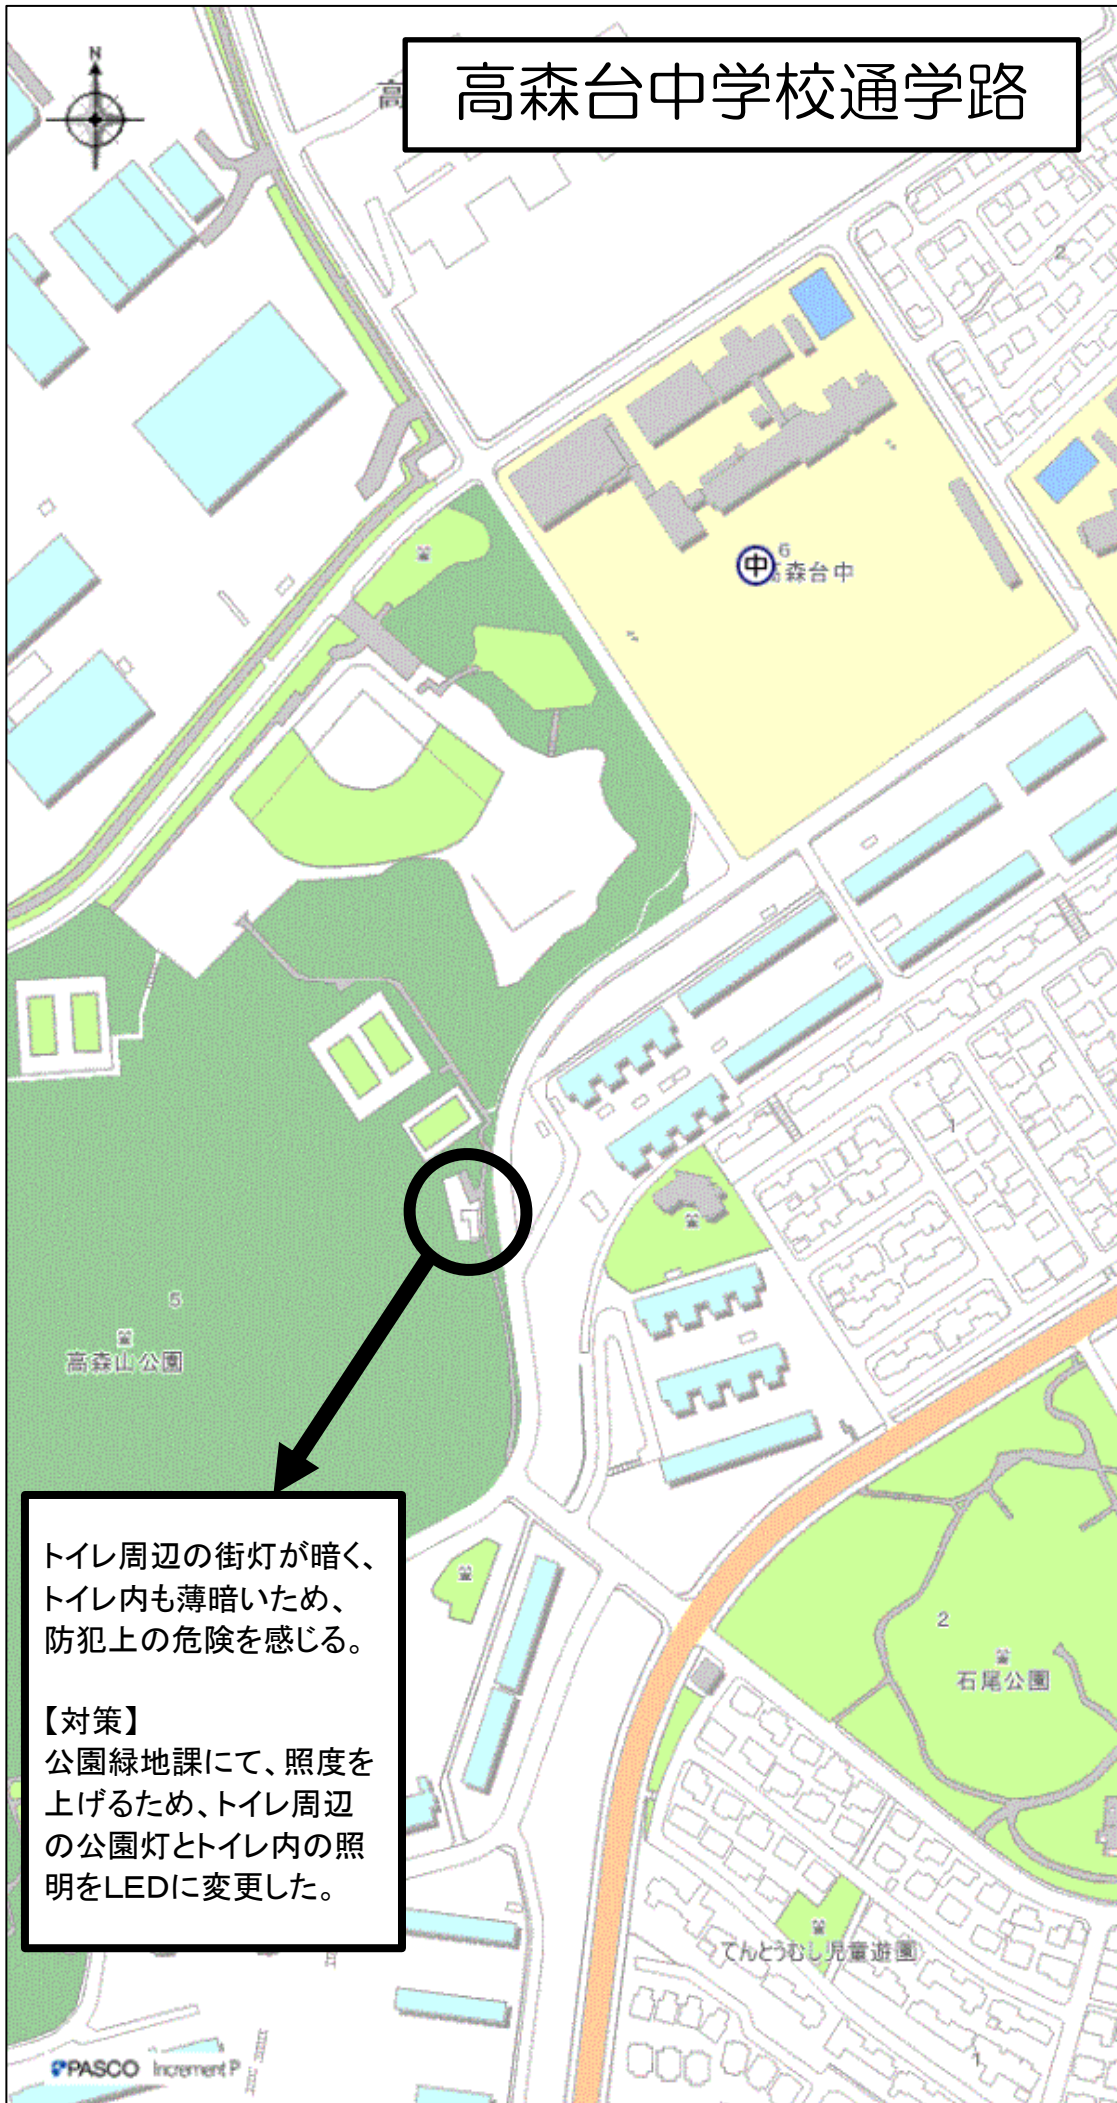 N
高森台中学校通学路
高
2
6
中
高森台中
1
5
高森山公園
トイレ周辺の街灯が暗く、
トイレ内も薄暗いため、
防犯上の危険を感じる。
【対策】
公園緑地課にて、照度を
上げるため、トイレ周辺
の公園灯とトイレ内の照
明をLEDに変更した。
2
石尾公園
てんとうむし児童遊園
1
PASCO Increment P